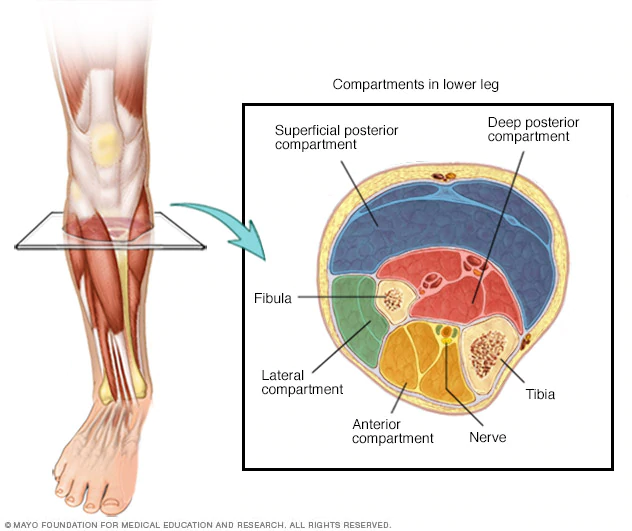 Compartments in lower leg
Superficial posterior
compartment
Deep posterior
compartment
Fibula
Lateral
compartment
Anterior
compartment
Nerve
Tibia
© MAYO FOUNDATION FOR MEDICAL EDUCATION AND RESEARCH. ALL RIGHTS RESERVED.